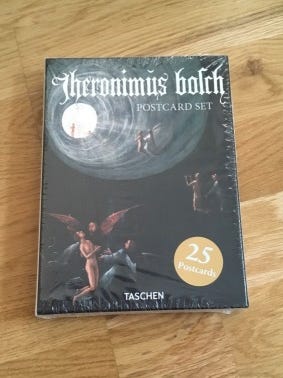 Jheronimus bosch
POSTCARD SET
25
Postcards
TASCHEN